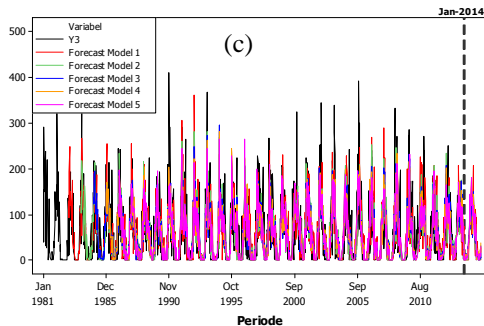 Jan-2014
500
400
300
200
100
0
Variabel
Y3
Forecast Model 1
Forecast Model 2
Forecast Model 3
Forecast Model 4
Forecast Model 5
(c)
Jan Dec Nov Oct Sep Sep Aug
1981 1985 1990 1995 2000 2005 2010
Periode